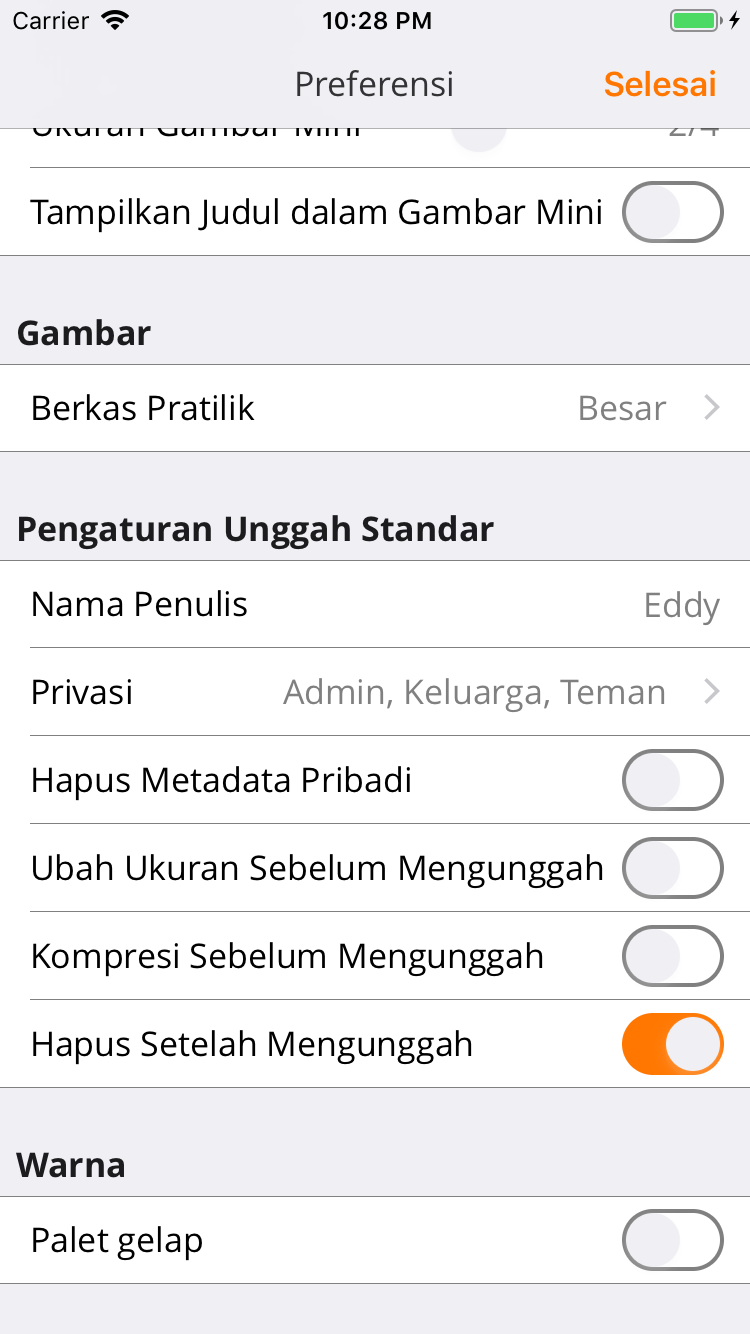 Carrier 10:28 PM
Preferensi Selesai
Ukuran Gambar Mini 2/4
Tampilkan Judul dalam Gambar Mini
Gambar
Berkas Pratilik Besar
Pengaturan Unggah Standar
Nama Penulis Eddy
Privasi Admin, Keluarga, Teman
Hapus Metadata Pribadi
Ubah Ukuran Sebelum Mengunggah
Kompresi Sebelum Mengunggah
Hapus Setelah Mengunggah
Warna
Palet gelap